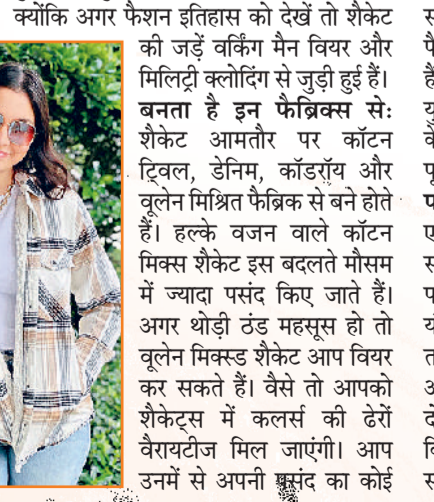 क्योंकि अगर फैशन इतिहास को देखें तो शैकेट
की जड़ें वर्किंग मैन वियर और
मिलिट्री क्लोदिंग से जुड़ी हुई हैं।
बनता है इन फैब्रिक्स से:
शैकेट आमतौर पर कॉटन
ट्विल, डेनिम, कॉडरॉय और
वूलेन मिश्रित फैब्रिक से बने होते
हैं। हल्के वजन वाले कॉटन
मिक्स शैकेट इस बदलते मौसम
में ज्यादा पसंद किए जाते हैं।
अगर थोड़ी ठंड महसूस हो तो
वूलेन मिक्स्ड शैकेट आप वियर
कर सकते हैं। वैसे तो आपको
शैकेट्स में कलर्स की ढेरों
वैरायटीज मिल जाएंगी। आप
उनमें से अपनी पसंद का कोई